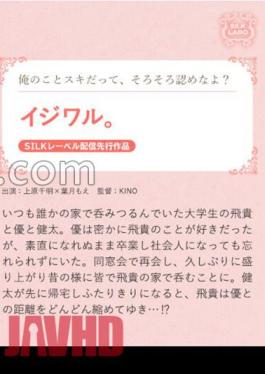 SILK LABO
俺のことスキだって、そろそろ認めなよ?
イジワル。
SILKレーベル配信先行作品
.com
出演:上原千明×葉月もえ 監督:KINO
いつも誰かの家で呑みつるんでいた大学生の飛貴
と優と健太。優は密かに飛貴のことが好きだった
が、素直になれぬまま卒業し社会人になっても忘
れられずにいた。同窓会で再会し、久しぶりに盛
り上がり昔の様に皆で飛貴の家で呑むことに。健
太が先に帰宅しふたりきりになると、飛貴は優と
の距離をどんどん縮めてゆき…!?
JAVHD